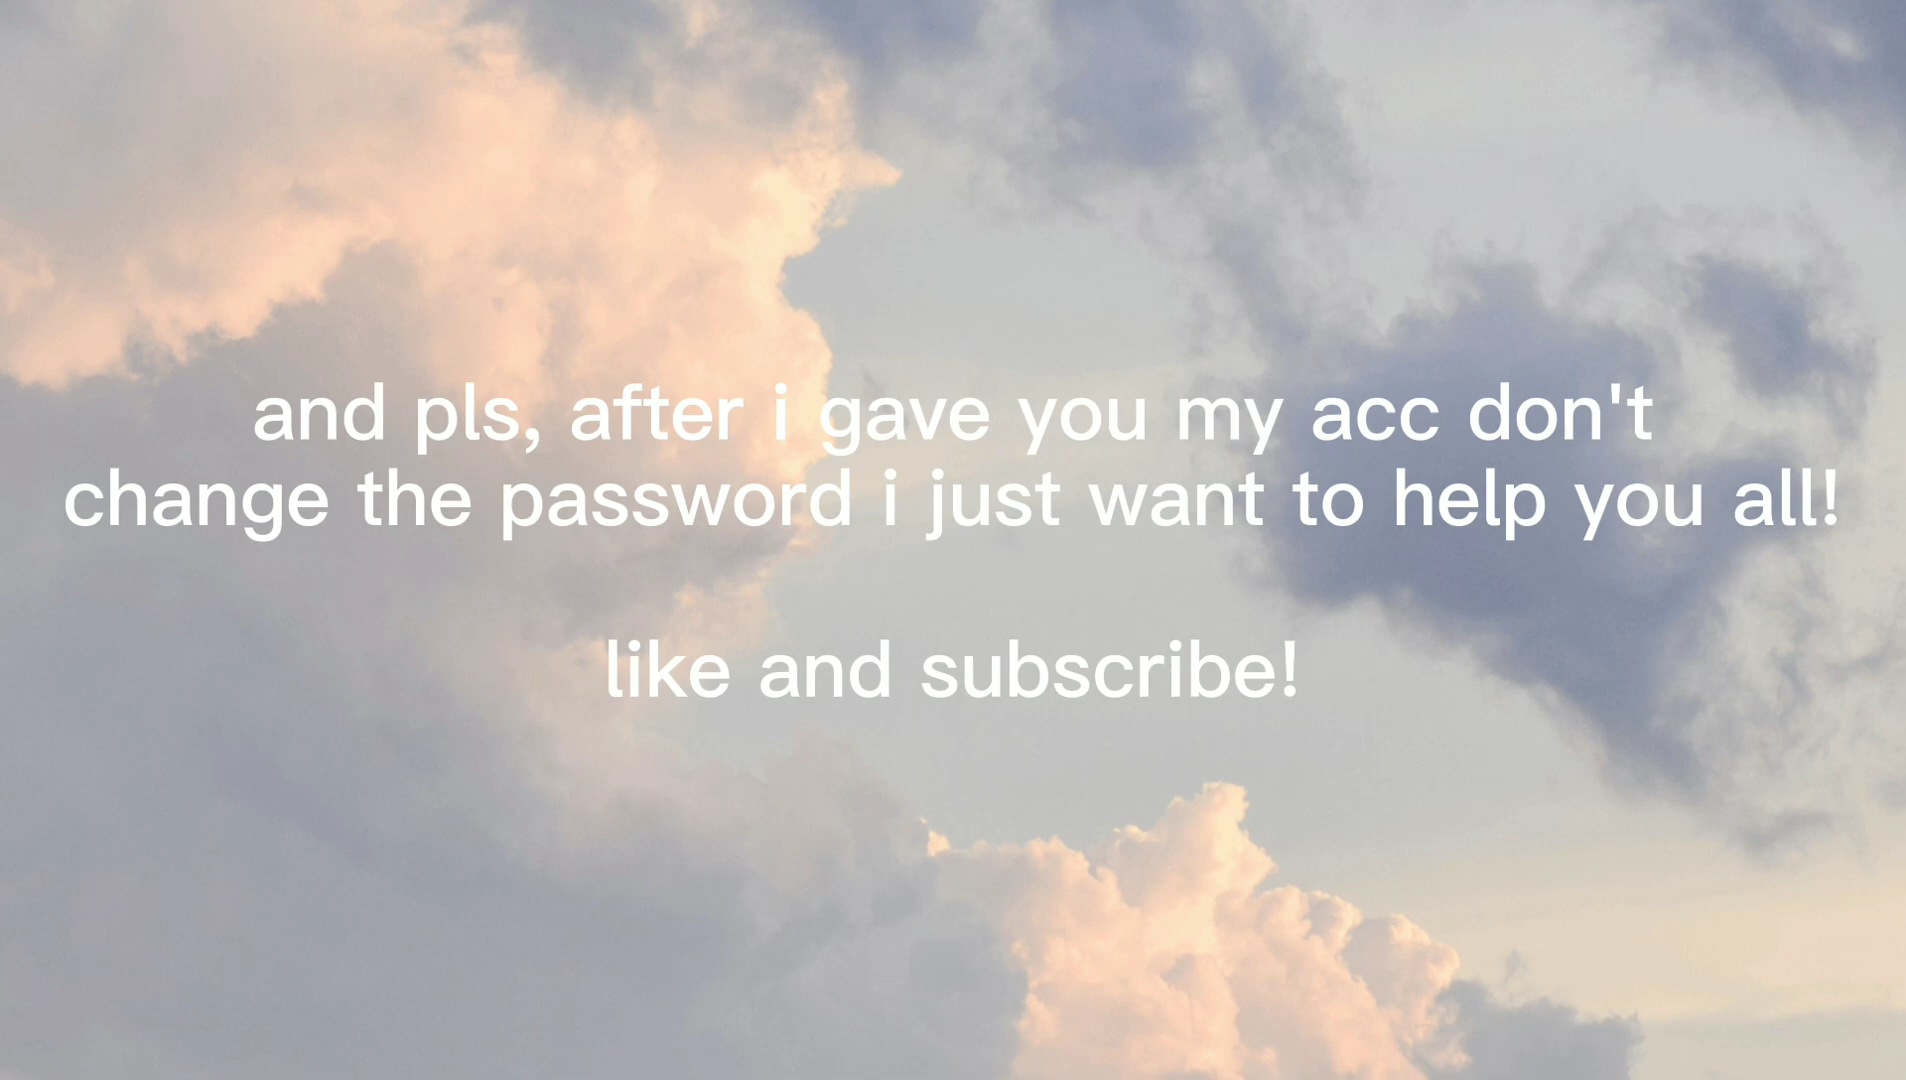 and pls, after i gave you my acc don't
change the password i just want to help you all!
like and subscribe!